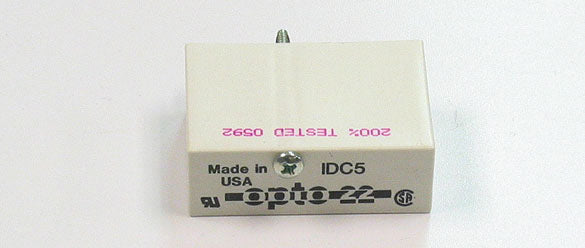 200% TESTED 0592
Made in IDC5
USA
opto 22